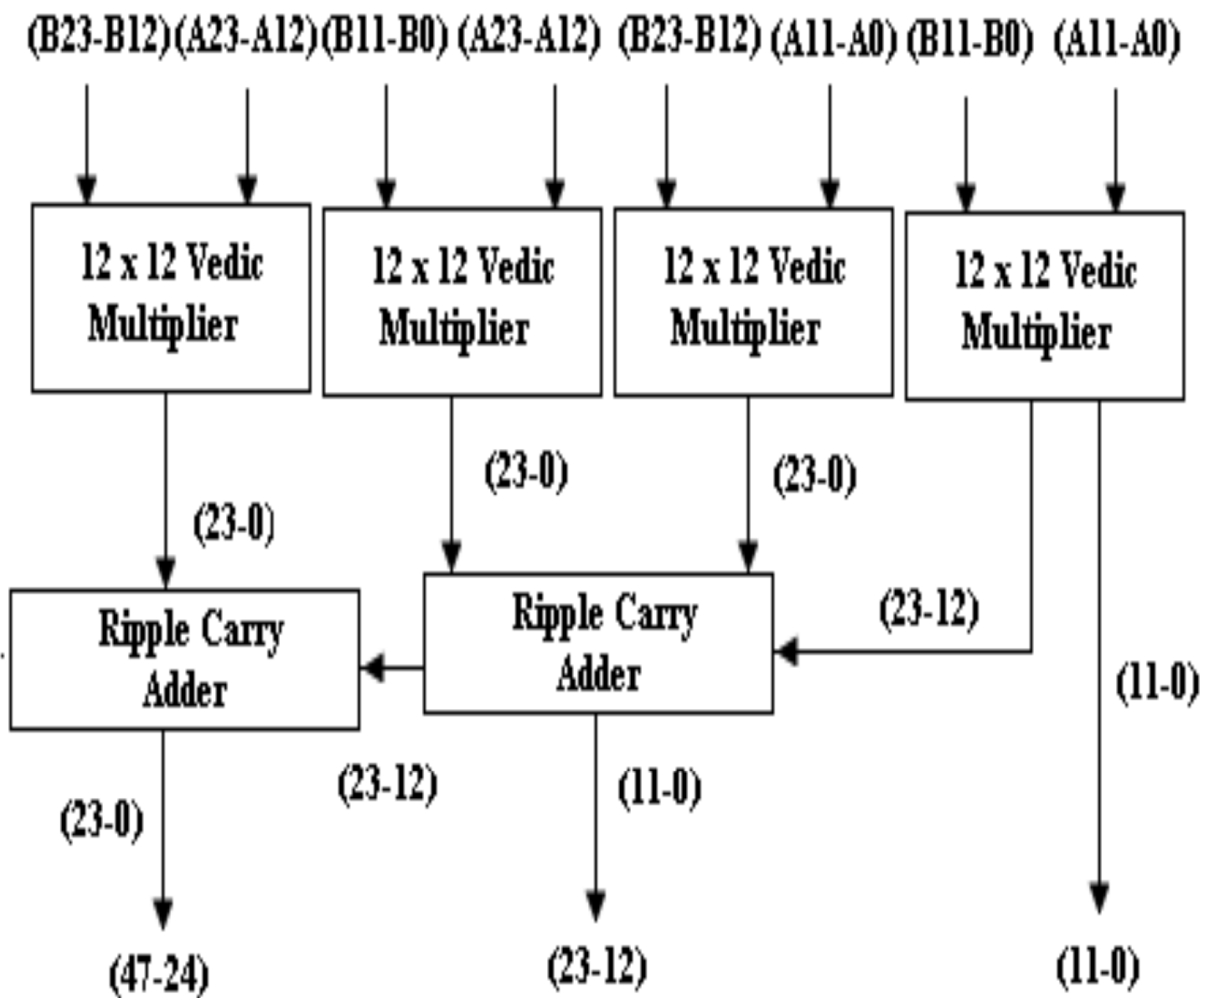 (B23-B12)(A23-A12)(B11-B0) (A23-A12) (B23-B12) (A11-A0) (B11-B0) (A11-A0)
12 x 12 Vedic
Multiplier
12 x 12 Vedic
Multiplier
12 x 12 Vedic
Multiplier
12 x 12 Vedic
Multiplier
(23-0)
(23-0)
(23-0)
(23-12)
(11-0)
Ripple Carry
Adder
Ripple Carry
Adder
(23-12)
(11-0)
(23-0)
(47-24)
(23-12)
(11-0)